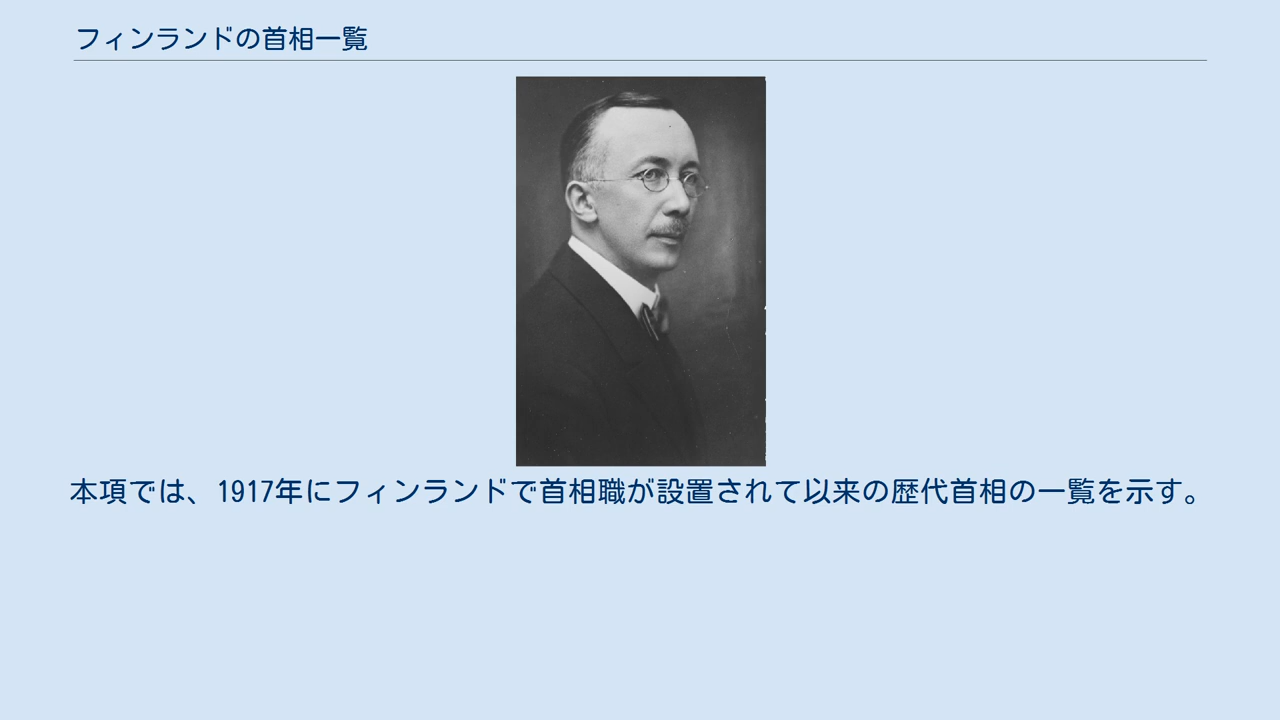 フィンランドの首相一覧
本項では、1917年にフィンランドで首相職が設置されて以来の歴代首相の一覧を示す。